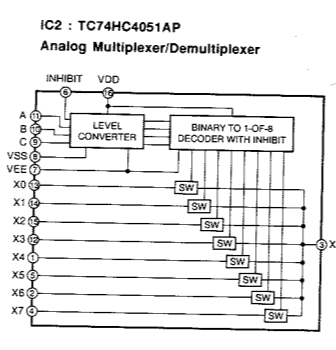 IC2 : TC74HC4051AP
Analog Multiplexer/Demultiplexer
INHIBIT VDD
6 16
A 11
B 10
C 9
VSS 8
VEE 7
LEVEL
CONVERTER
BINARY TO 1-OF-8
DECODER WITH INHIBIT
X0 13 SW
X1 14 SW
X2 15 SW
X3 12 SW
3 X
X4 1 SW
X5 5 SW
X6 2 SW
X7 4 SW